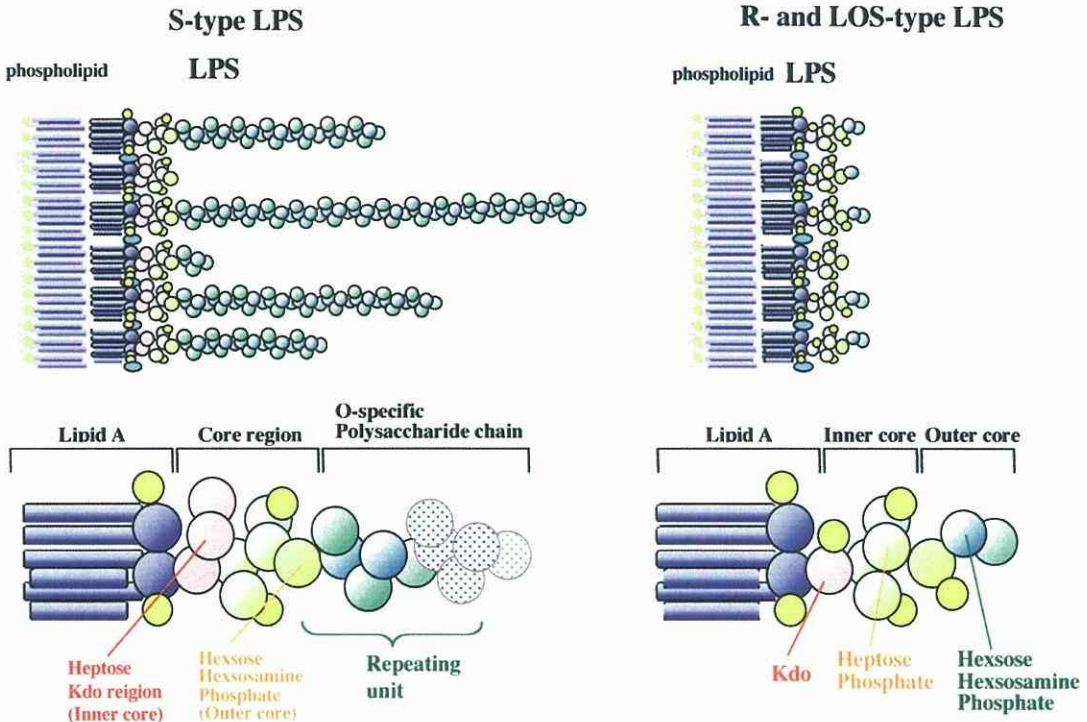 S-type LPS
phospholipid
LPS
R- and LOS-type LPS
phospholipid LPS
Lipid A
Core region
O-specific
Polysaccharide chain
Heptose
Kdo reigion
(Inner core)
Hexsose
Hexsosamine
Phosphate
(Outer core)
Repeating
unit
Lipid A
Inner core
Outer core
Kdo
Heptose
Phosphate
Hexsose
Hexsosamine
Phosphate